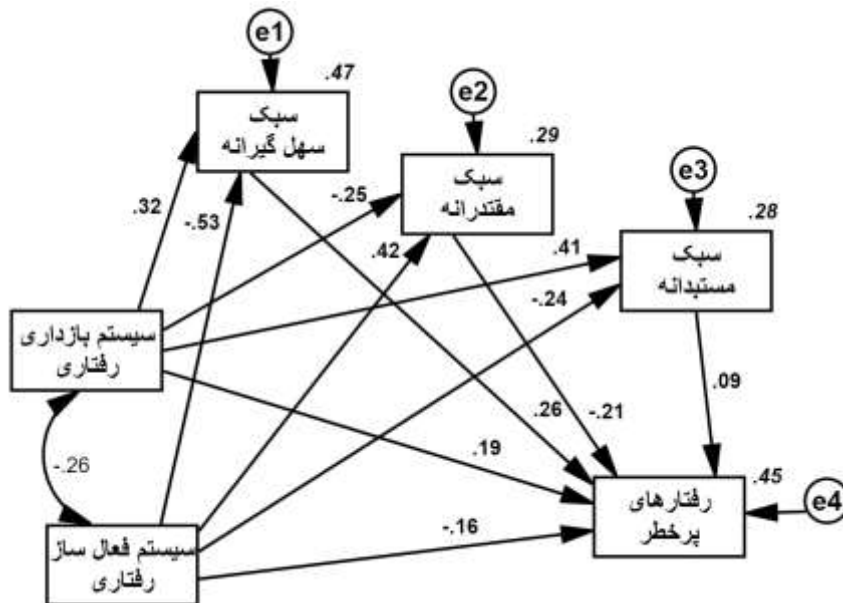 e1
.47
سبک
سهل گیرانه
e2
.29
سبک
مقتدرانه
e3
.28
سبک
مستبدانه
.32
-.53
-.25
.42
.41
-.24
سیستم بازداری
رفتاری
.09
.26
-.21
.19
-.26
.45
رفتارهای
پرخطر
e4
-.16
سیستم فعال ساز
رفتاری